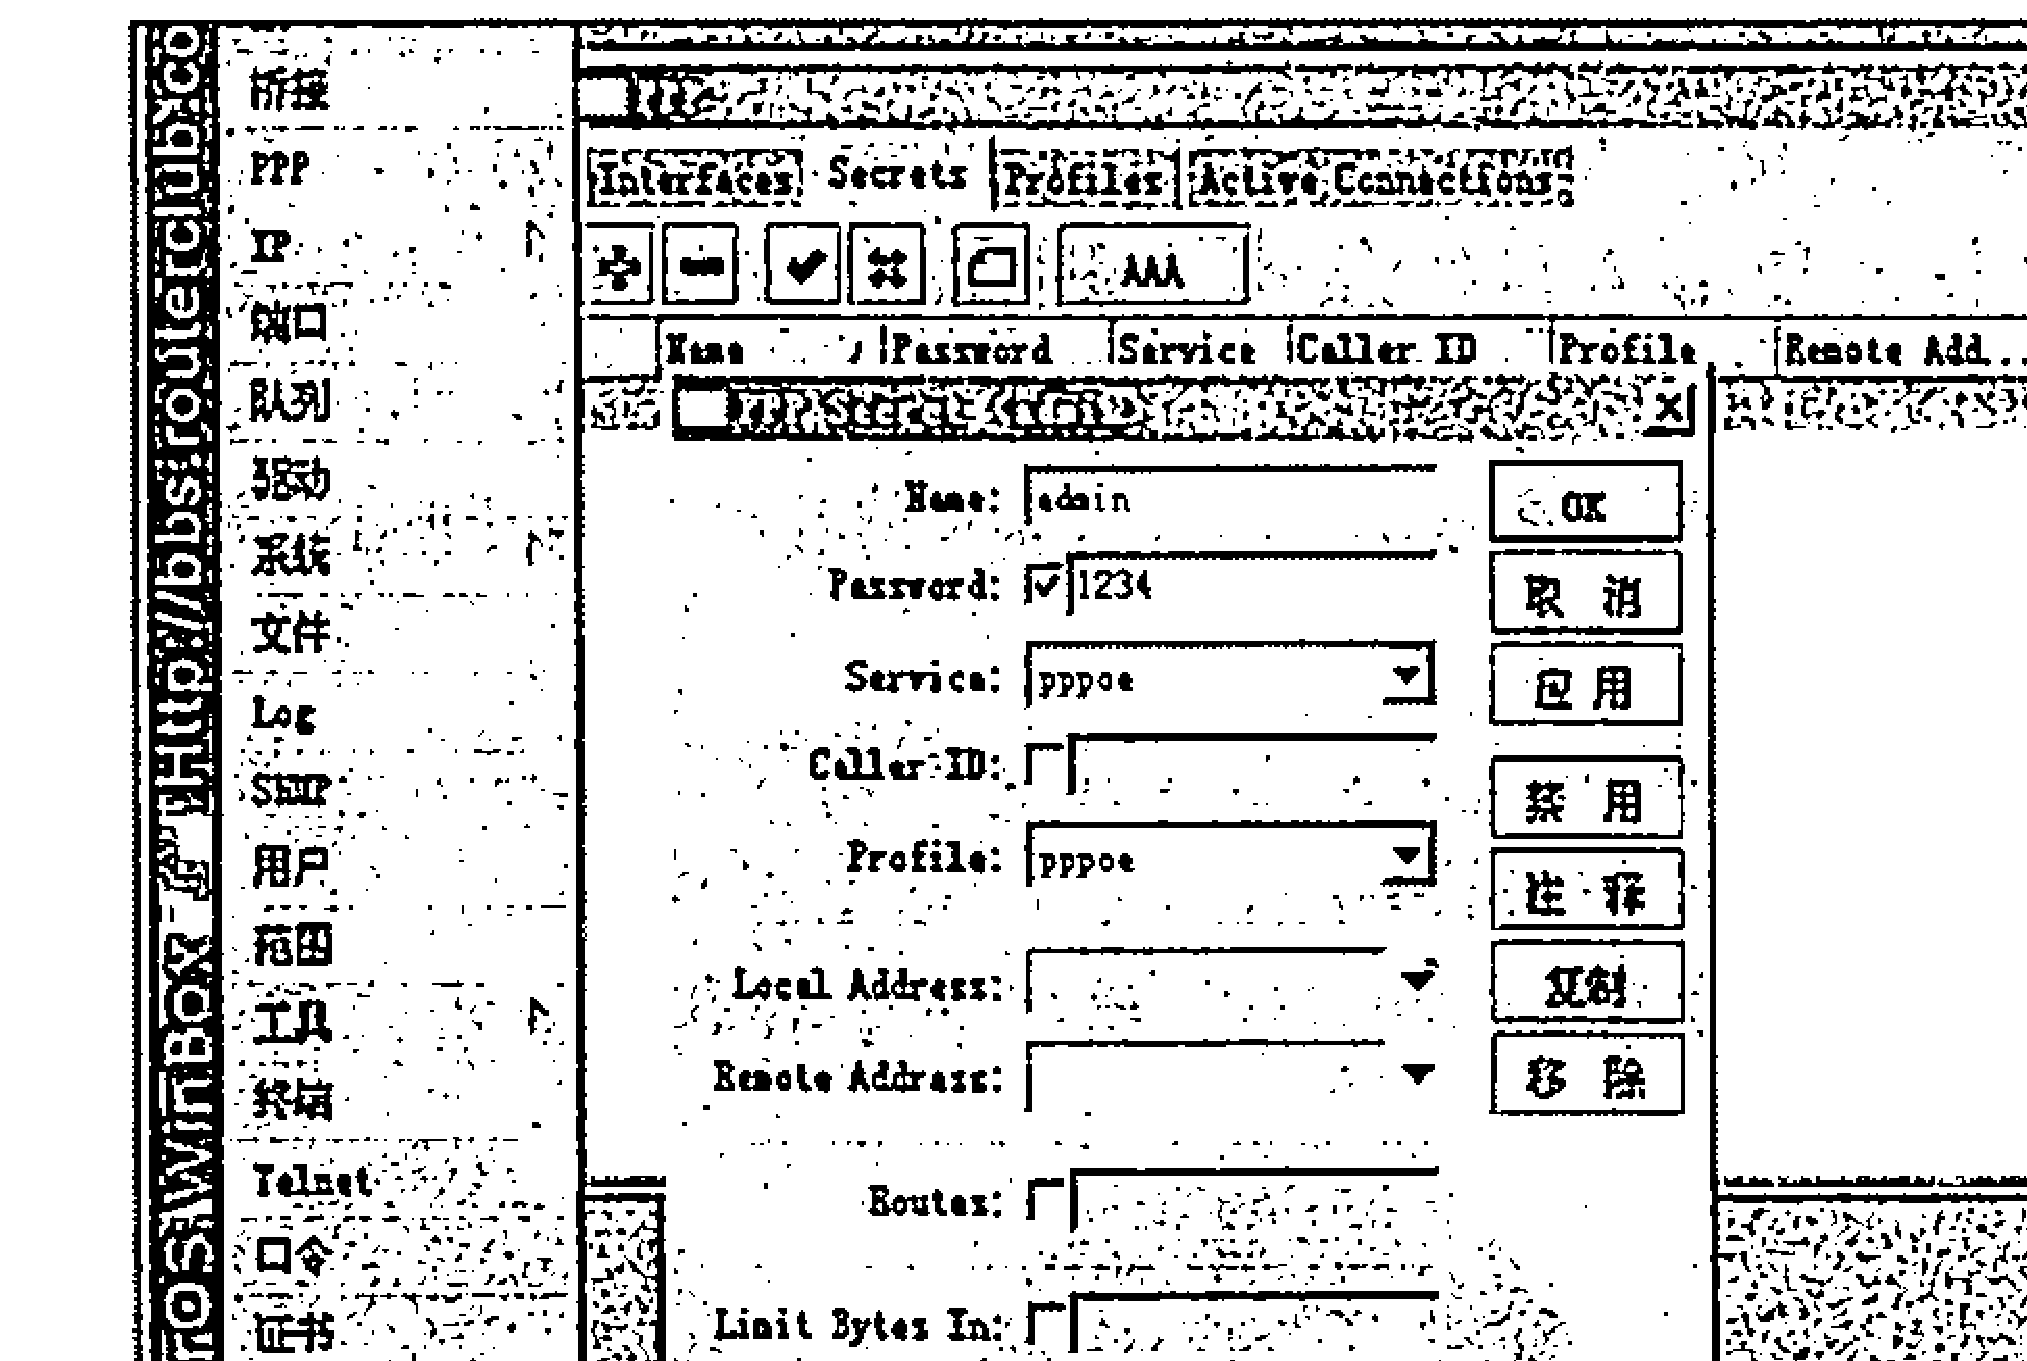 桥接
PPP
IP
端口
队列
驱动
系统
文件
Log
SNMP
用户
范围
工具
终端
Telnet
口令
证书
Interfaces Secrets Profiles Active Connections
AAA
Name Password Service Caller ID Profile Remote Add...
PPP Secret <admin>
Name: admin
OK
Password: 1234
取 消
Service: pppoe
应 用
Caller ID:
禁 用
Profile: pppoe
注 释
Local Address:
复制
Remote Address:
移 除
Routes:
Limit Bytes In: